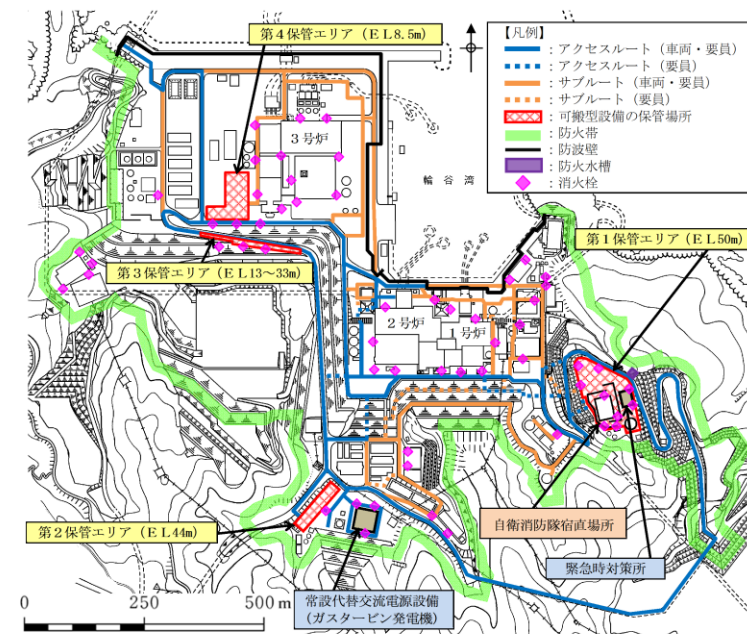 第4保管エリア(EL8.5m)
【凡例】
:アクセスルート(車両・要員)
:アクセスルート(要員)
:サブルート(車両・要員)
:サブルート(要員)
:可搬型設備の保管場所
:防火帯
:防波壁
:防火水槽
:消火栓
3号炉
輪谷湾
第1保管エリア(EL50m)
第3保管エリア(EL13~33m)
2号炉
1号炉
第2保管エリア(EL44m)
自衛消防隊宿直場所
緊急時対策所
常設代替交流電源設備
(ガスタービン発電機)
0 250 500 m